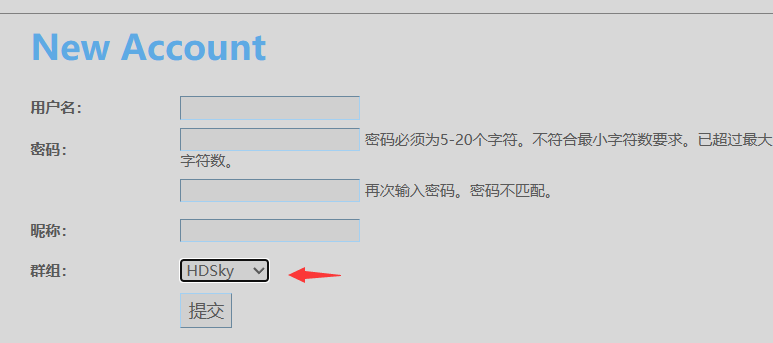 New Account
用户名:
密码: 密码必须为5-20个字符。不符合最小字符数要求。已超过最大
字符数。
再次输入密码。密码不匹配。
昵称:
群组: HDSky
提交